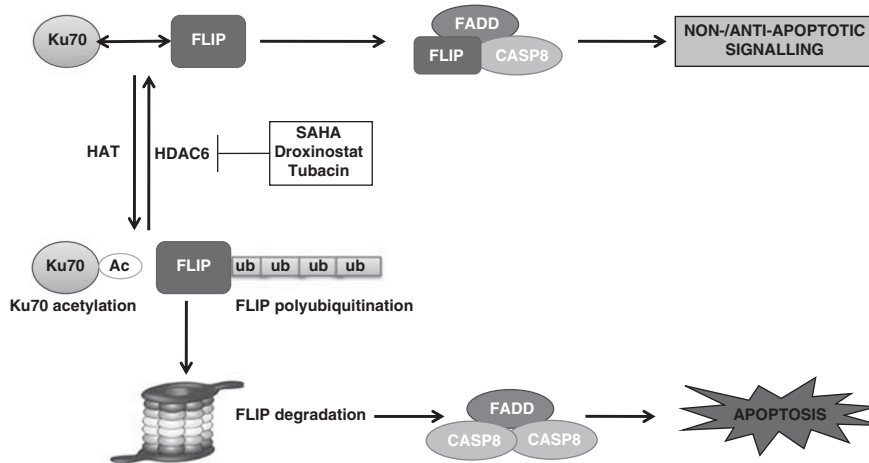 Ku70
FLIP
FADD
FLIP
CASP8
NON-/ANTI-APOPTOTIC
SIGNALLING
HAT
HDAC6
SAHA
Droxinostat
Tubacin
Ku70
Ac
FLIP
ub ub ub ub
Ku70 acetylation
FLIP polyubiquitination
FLIP degradation
FADD
CASP8
CASP8
APOPTOSIS